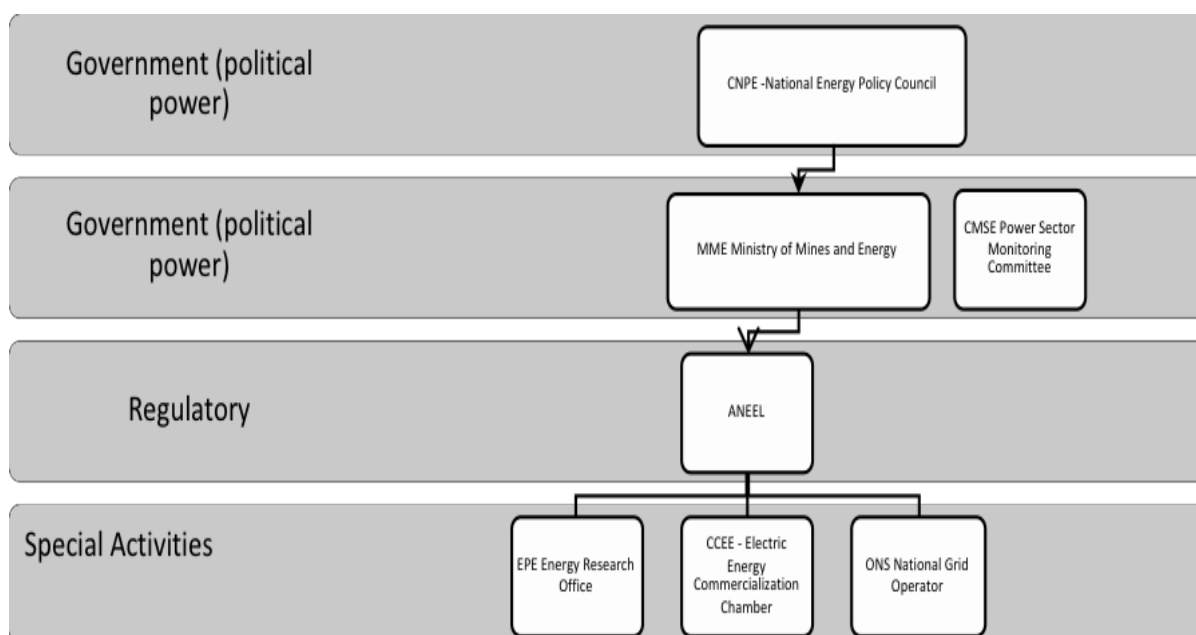 Government (political
power)
CNPE -National Energy Policy Council
Government (political
power)
MME Ministry of Mines and Energy
CMSE Power Sector
Monitoring
Committee
Regulatory
ANEEL
Special Activities
EPE Energy Research
Office
CCEE - Electric
Energy
Commercialization
Chamber
ONS National Grid
Operator